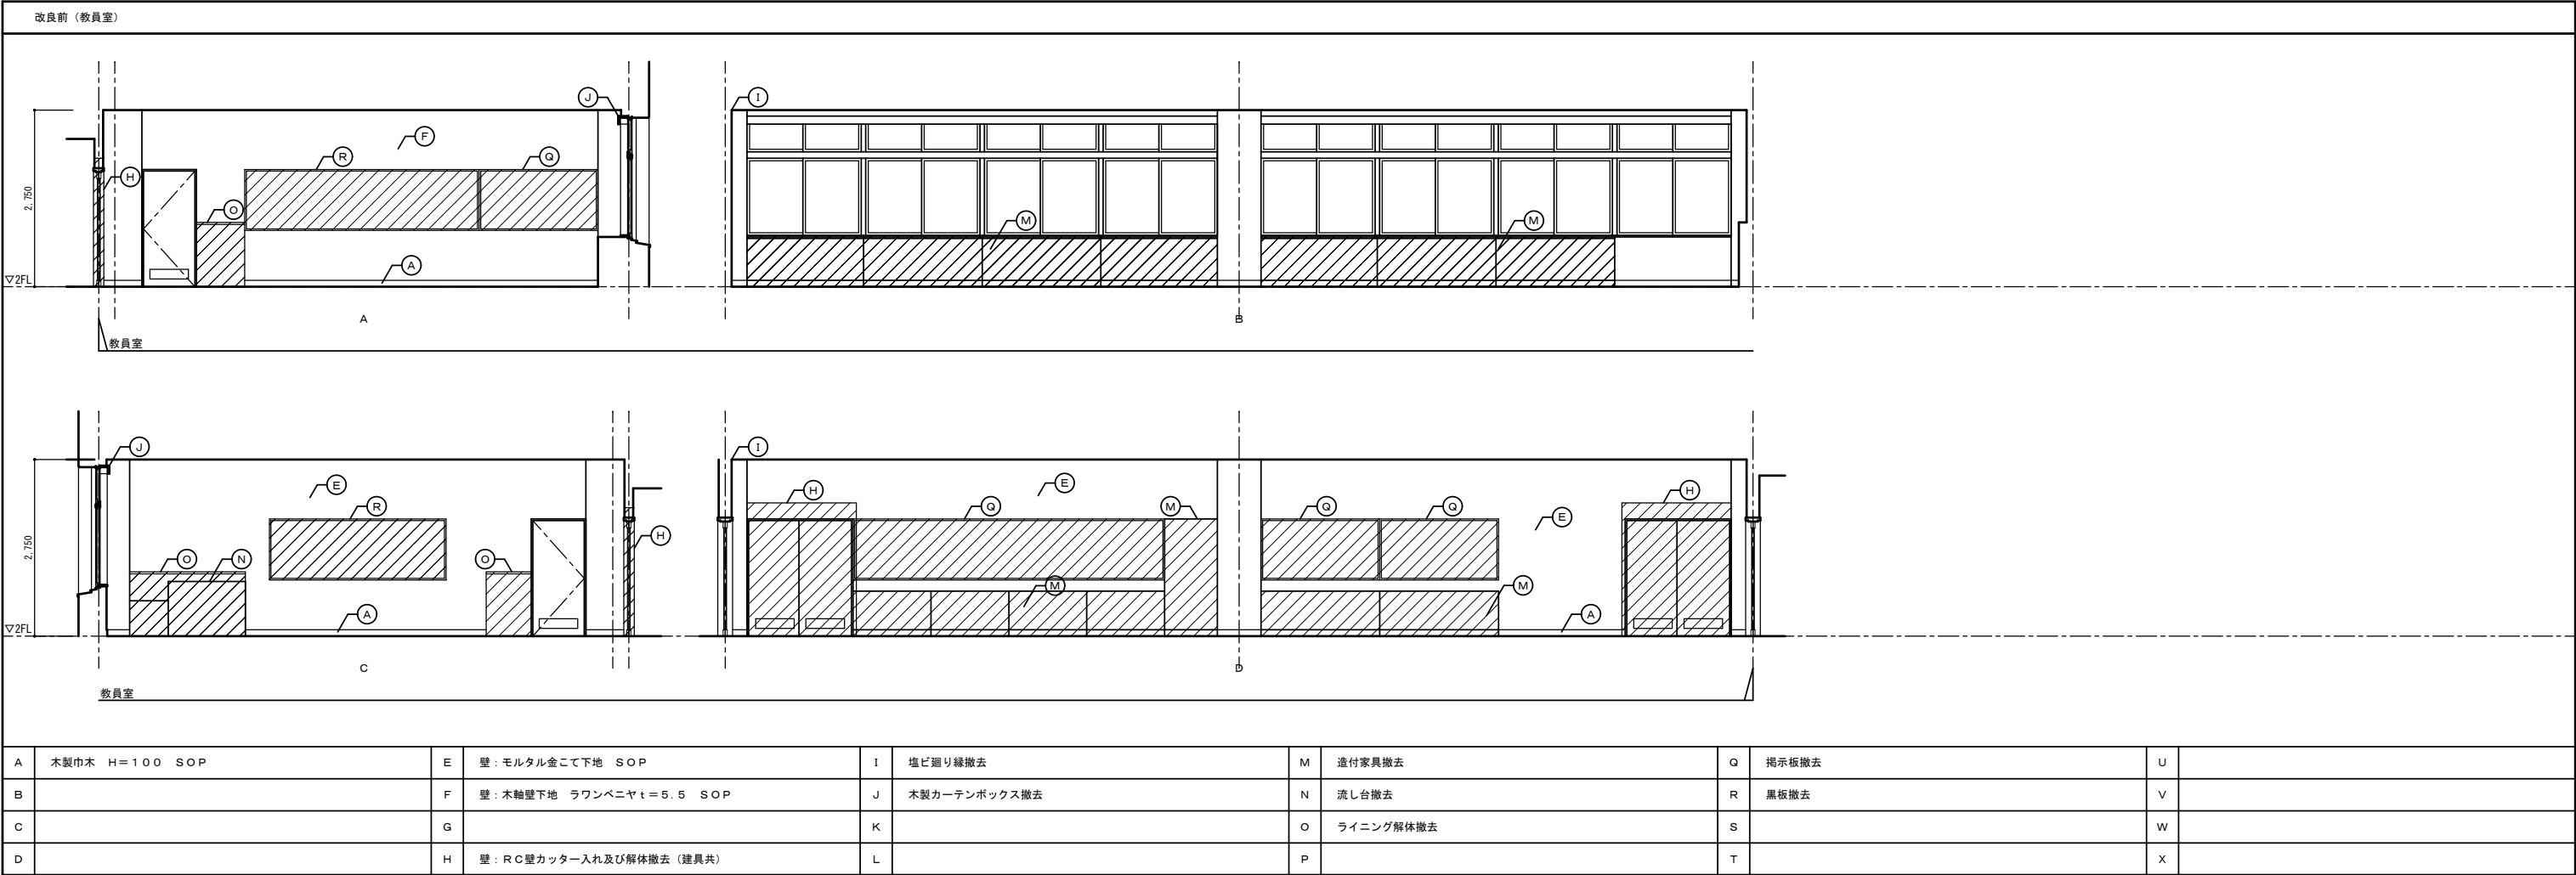 改良前（教員室）
J
I
F
R
Q
H
O
M
M
A
2,750
▽2FL
A
B
教員室
J
I
E
E
H
H
R
Q
M
Q
Q
E
H
O
N
O
M
M
A
A
2,750
▽2FL
C
D
教員室
A 木製巾木 H=100 SOP E 壁：モルタル金こて下地 SOP I 塩ビ廻り縁撤去 M 造付家具撤去 Q 掲示板撤去 U
B F 壁：木軸壁下地 ラワンベニヤt=5.5 SOP J 木製カーテンボックス撤去 N 流し台撤去 R 黒板撤去 V
C G K O ライニング解体撤去 S W
D H 壁：RC壁カッター入れ及び解体撤去（建具共） L P T X